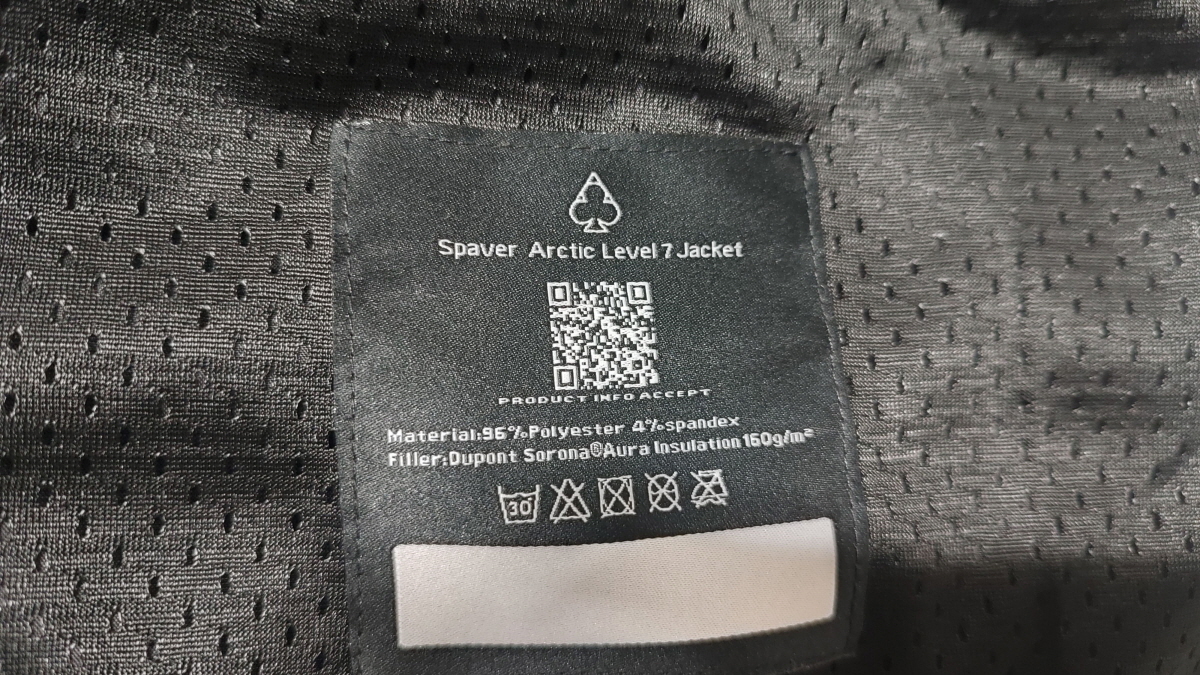 Spaver Arctic Level 7 Jacket
PRODUCT INFO ACCEPT
Material:96%Polyester 4%spandex
Filler:Dupont Sorona®Aura Insulation 160g/m²
30